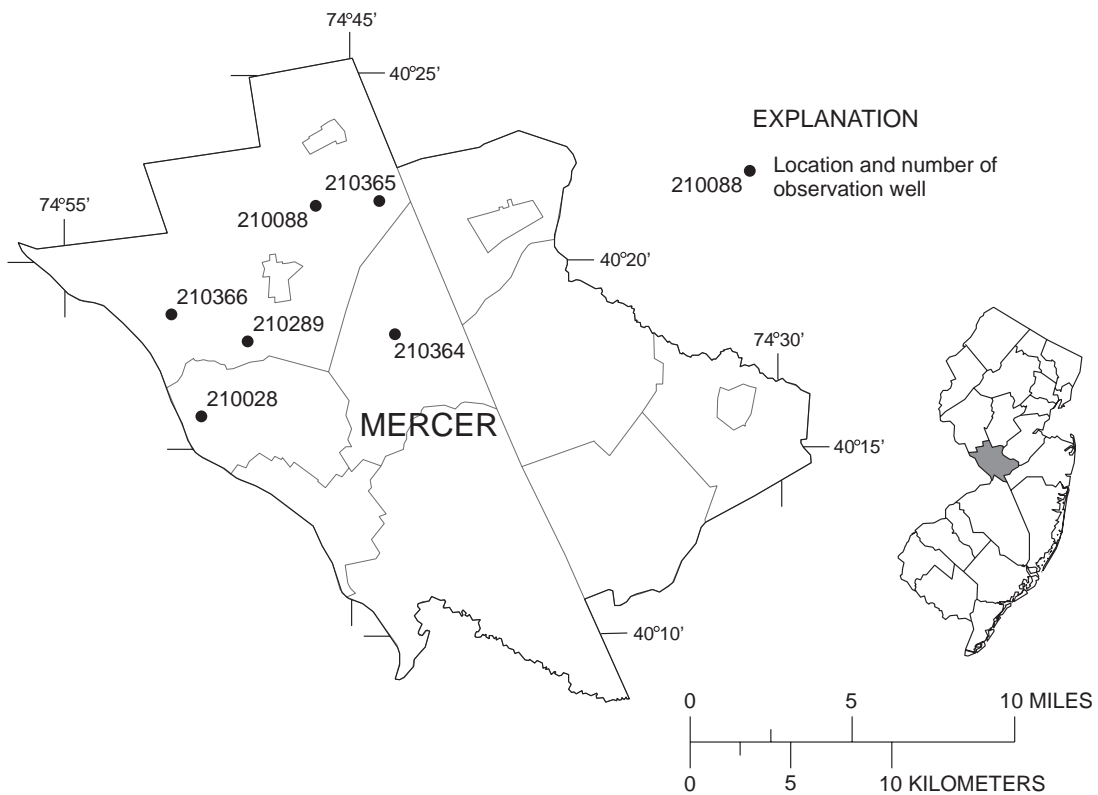 74°45'
40°25'
EXPLANATION
210088
Location and number of
observation well
210365
210088
74°55'
40°20'
210366
210289
210364
74°30'
210028
MERCER
40°15'
40°10'
0 5 10 MILES
0 5 10 KILOMETERS